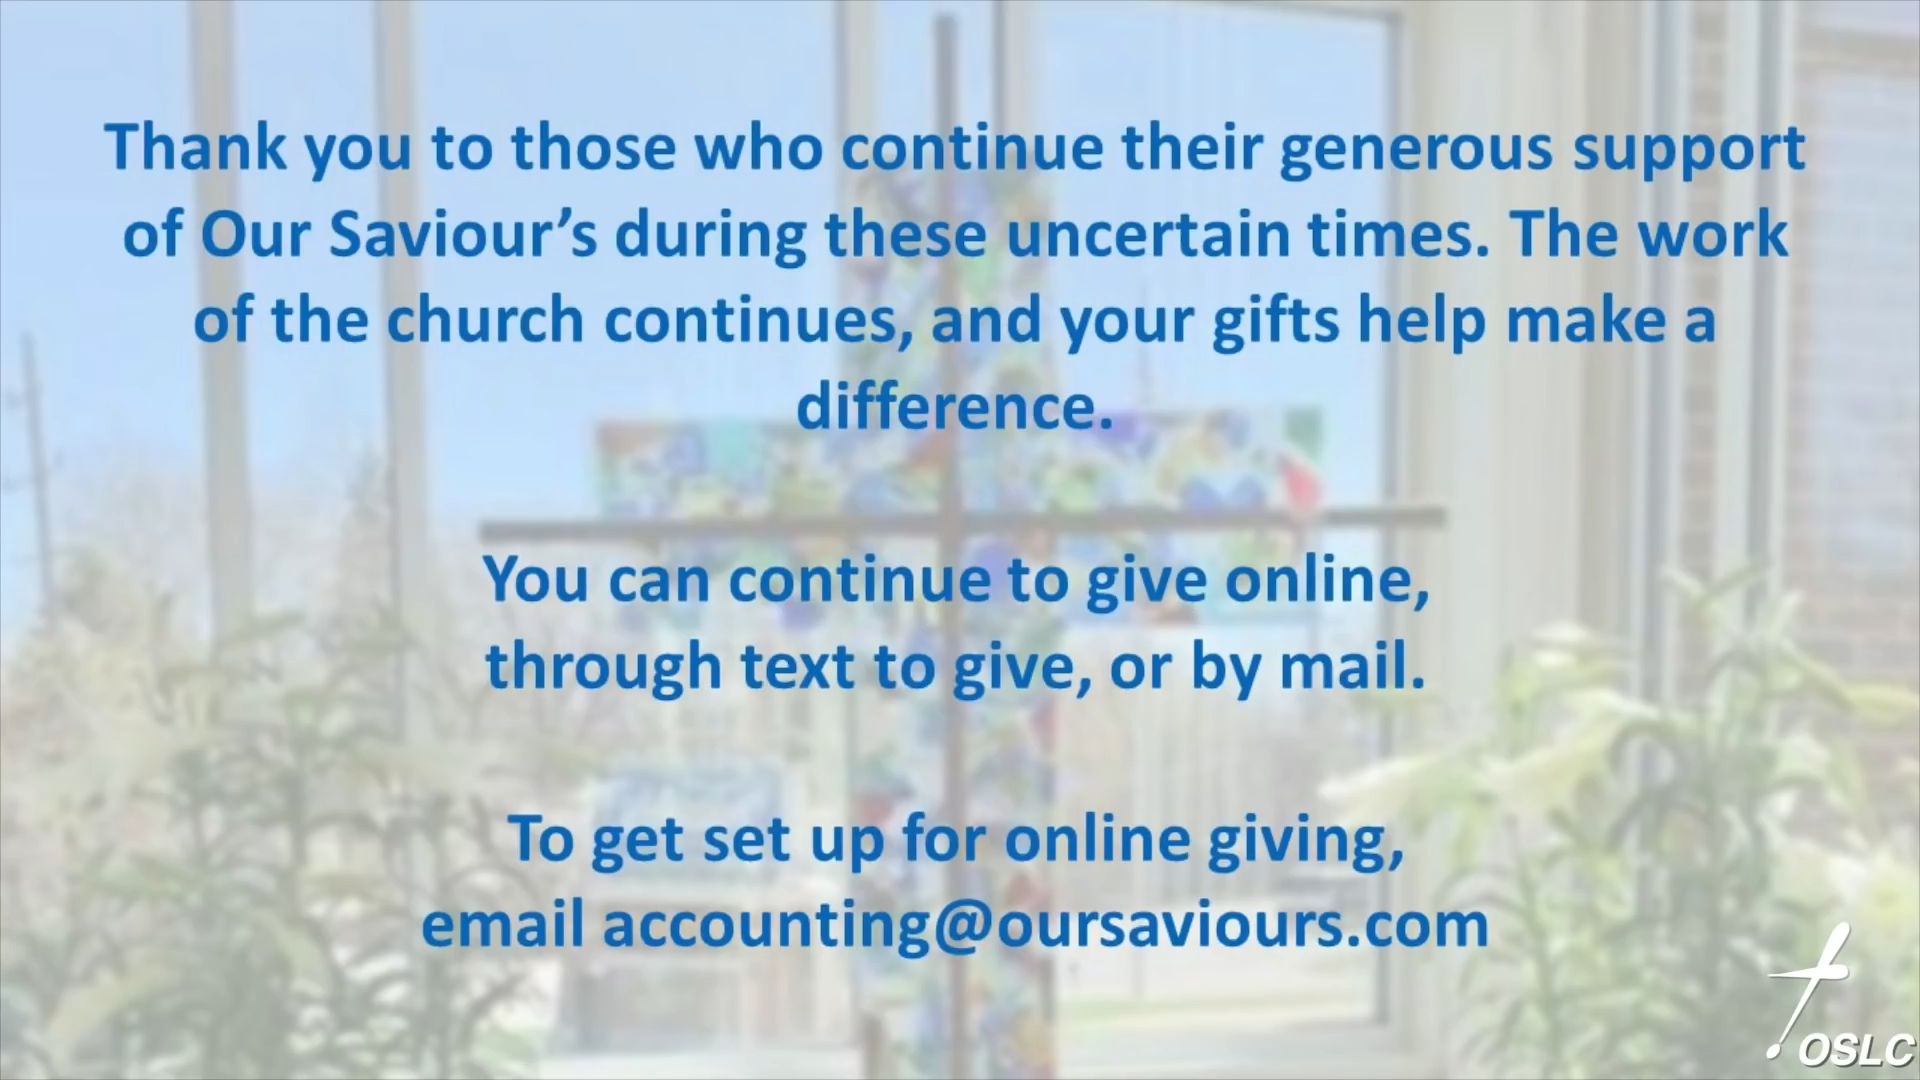 Thank you to those who continue their generous support
of Our Saviour’s during these uncertain times. The work
of the church continues, and your gifts help make a
difference.
You can continue to give online,
through text to give, or by mail.
To get set up for online giving,
email accounting@oursaviours.com
OSLC